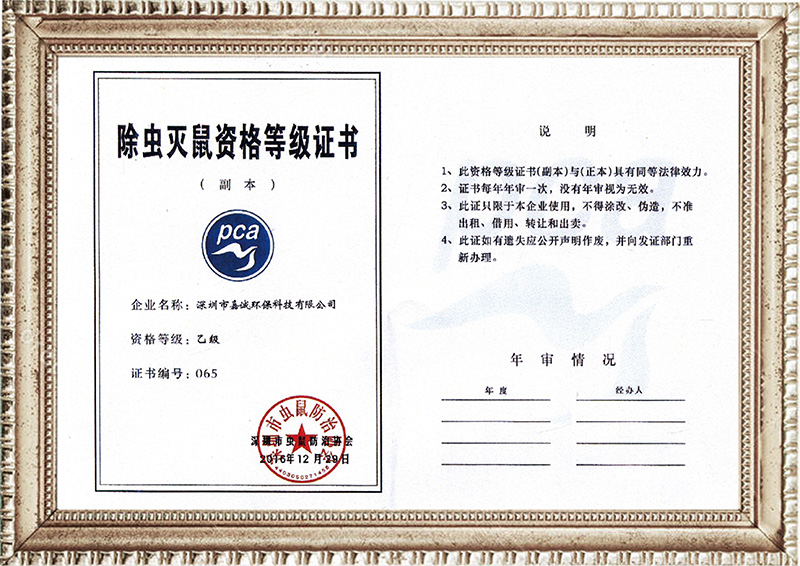 除虫灭鼠资格等级证书
(副本)
pca
企业名称：深圳市嘉诚环保科技有限公司
资格等级：乙级
证书编号：065
深圳市虫鼠防治协会
2016年12月29日
说 明
1、此资格等级证书(副本)与(正本)具有同等法律效力。
2、证书每年年审一次，没有年审视为无效。
3、此证只限于本企业使用，不得涂改、伪造，不准
出租、借用、转让和出卖。
4、此证如有遗失应公开声明作废，并向发证部门重
新办理。
年 审 情 况
年 度 经办人